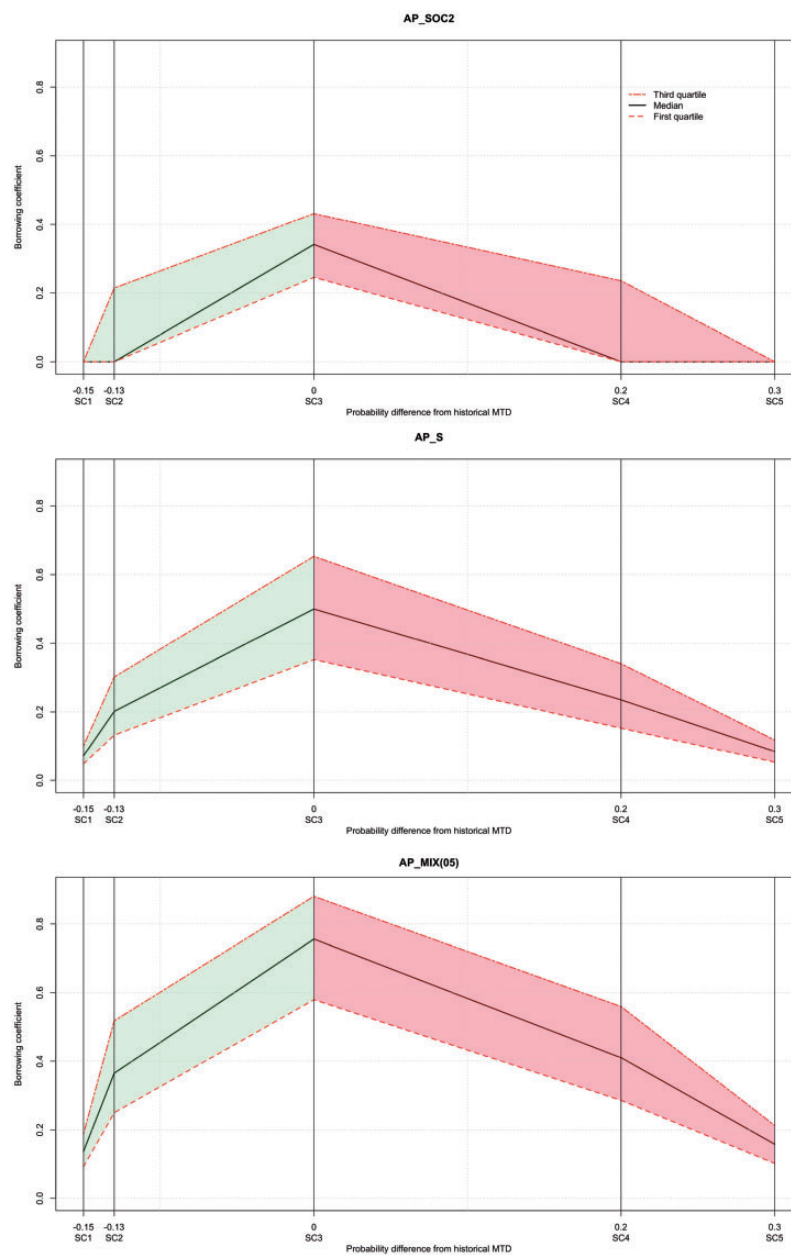 AP_SOC2
Borrowing coefficient
0.8
0.6
0.4
0.2
0.0
Third quartile
Median
First quartile
-0.15 -0.13 0 0.2 0.3
SC1 SC2 SC3 SC4 SC5
Probability difference from historical MTD
AP_S
Borrowing coefficient
0.8
0.6
0.4
0.2
0.0
-0.15 -0.13 0 0.2 0.3
SC1 SC2 SC3 SC4 SC5
Probability difference from historical MTD
AP_MIX(05)
Borrowing coefficient
0.8
0.6
0.4
0.2
0.0
-0.15 -0.13 0 0.2 0.3
SC1 SC2 SC3 SC4 SC5
Probability difference from historical MTD